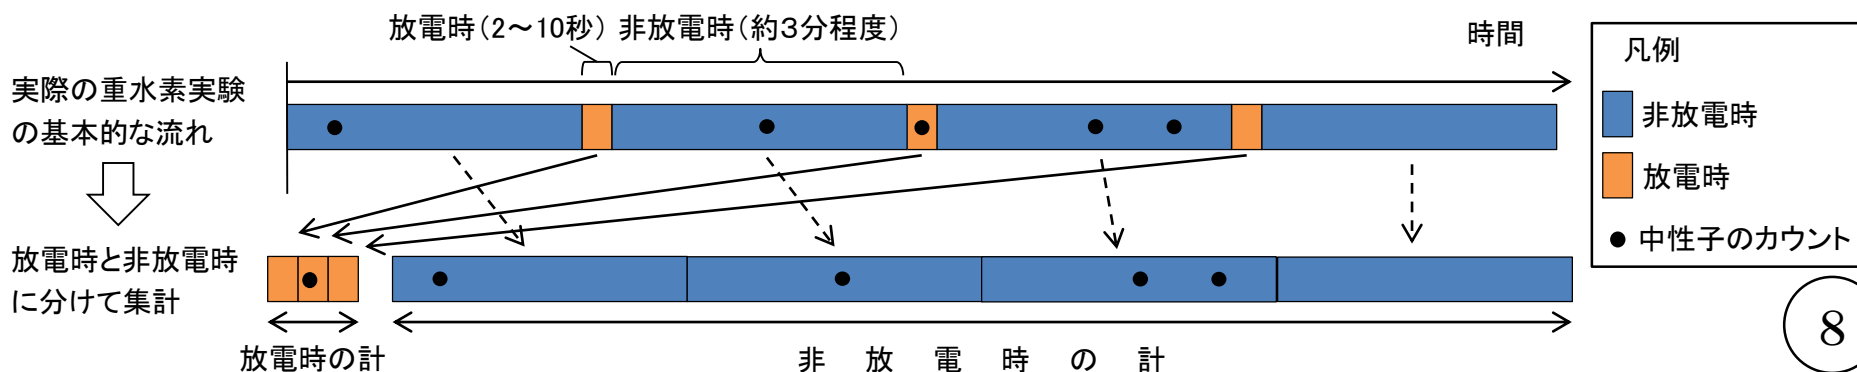 放電時（2～10秒） 非放電時（約３分程度）
時間
実際の重水素実験
の基本的な流れ
放電時と非放電時
に分けて集計
放電時の計
非放電時の計
凡例
非放電時
放電時
中性子のカウント
8